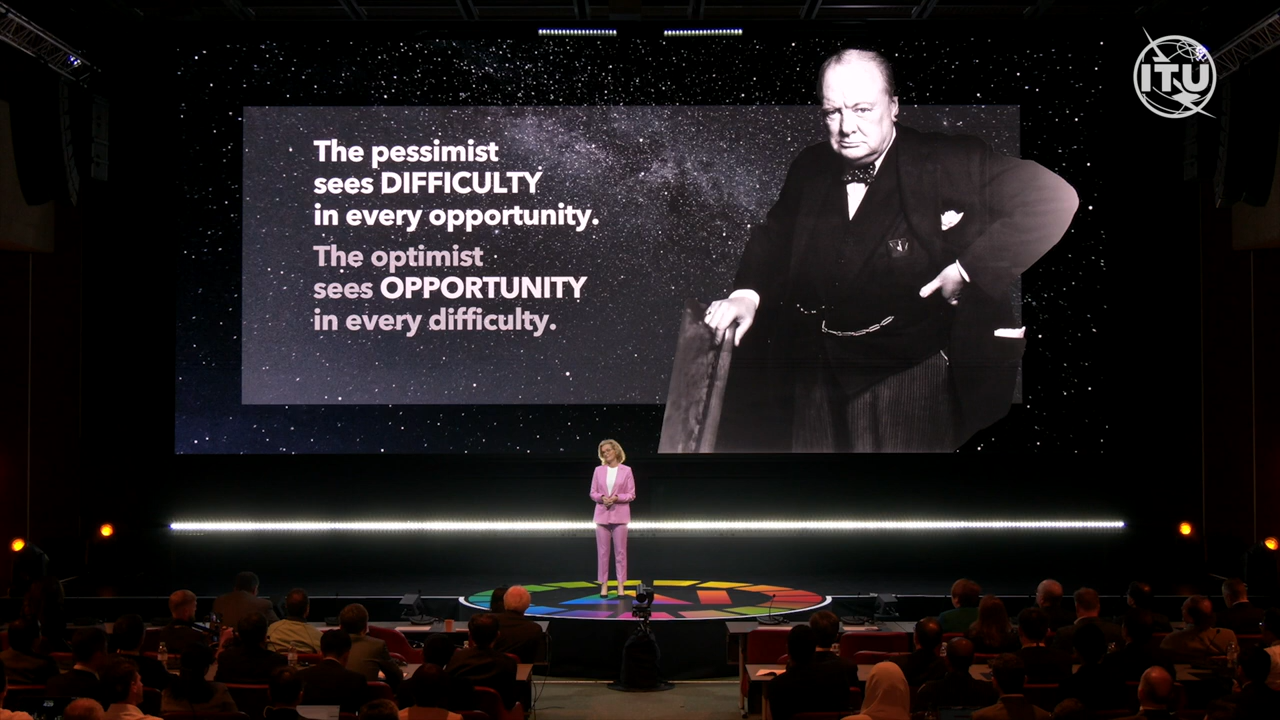 The pessimist
sees DIFFICULTY
in every opportunity.
The optimist
sees OPPORTUNITY
in every difficulty.
ITU